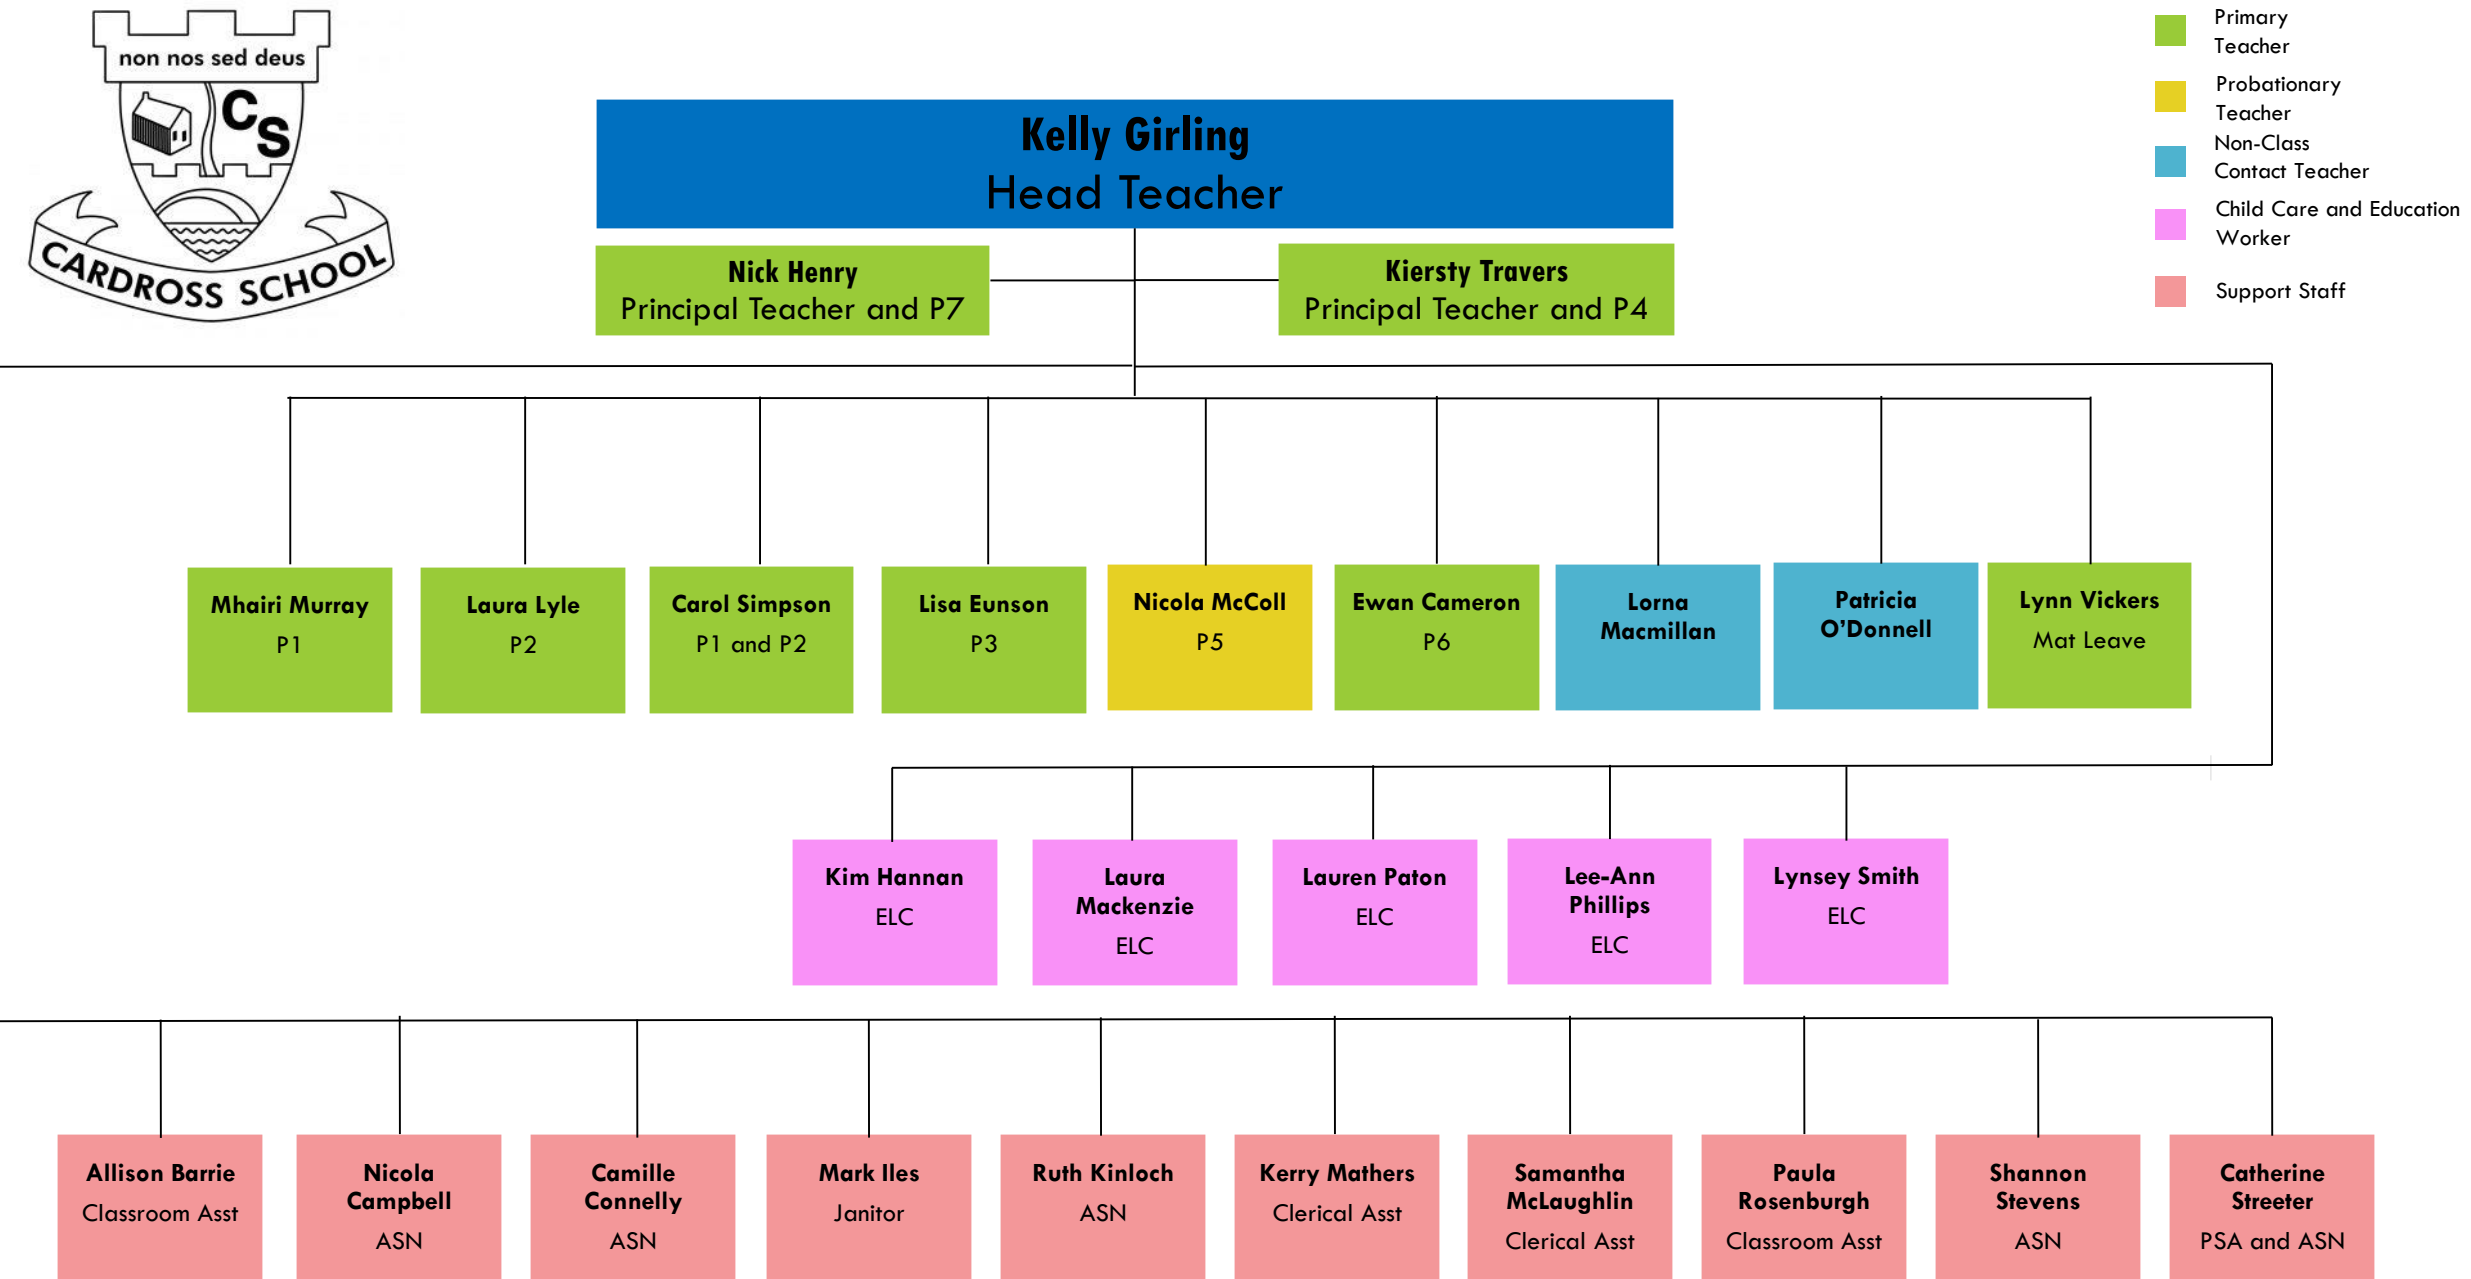 non nos sed deus
CS
CARDROSS SCHOOL
Primary
Teacher
Probationary
Teacher
Non-Class
Contact Teacher
Child Care and Education
Worker
Support Staff
Kelly Girling
Head Teacher
Nick Henry
Principal Teacher and P7
Kiersty Travers
Principal Teacher and P4
Mhairi Murray
P1
Laura Lyle
P2
Carol Simpson
P1 and P2
Lisa Eunson
P3
Nicola McColl
P5
Ewan Cameron
P6
Lorna
Macmillan
Patricia
O’Donnell
Lynn Vickers
Mat Leave
Kim Hannan
ELC
Laura
Mackenzie
ELC
Lauren Paton
ELC
Lee-Ann
Phillips
ELC
Lynsey Smith
ELC
Allison Barrie
Classroom Asst
Nicola
Campbell
ASN
Camille
Connelly
ASN
Mark Iles
Janitor
Ruth Kinloch
ASN
Kerry Mathers
Clerical Asst
Samantha
McLaughlin
Clerical Asst
Paula
Rosenburgh
Classroom Asst
Shannon
Stevens
ASN
Catherine
Streeter
PSA and ASN